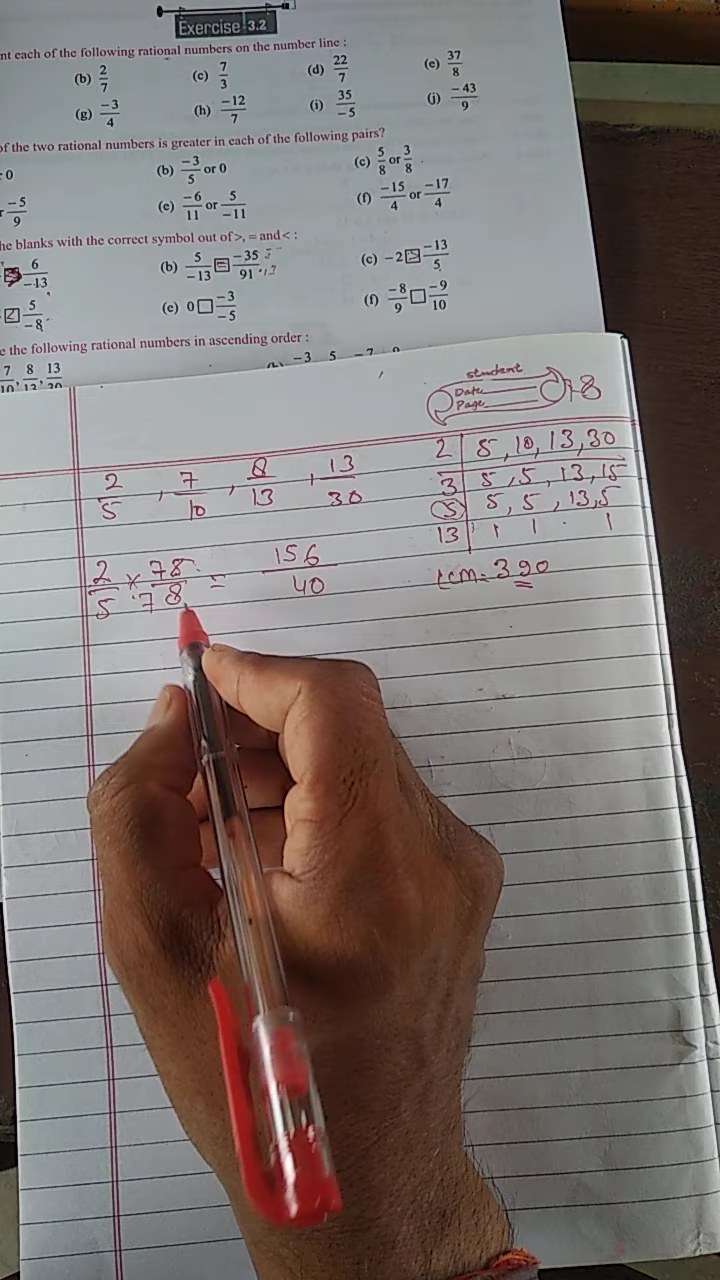 Exercise 3.2
nt each of the following rational numbers on the number line :
(b) 2/7 (c) 7/3 (d) 22/7 (e) 37/8
(g) -3/4 (h) -12/7 (i) 35/-5 (j) -43/9
of the two rational numbers is greater in each of the following pairs?
0 (b) -3/5 or 0 (c) 5/8 or 3/8
-5/9 (e) -6/11 or 5/-11 (f) -15/4 or -17/4
he blanks with the correct symbol out of >, = and < :
6/-13 (b) 5/-13 = -35/91 (c) -2 > -13/5
5/-8 (e) 0 □ -3/-5 (f) -8/9 □ -9/10
e the following rational numbers in ascending order :
7/10, 8/13, 13/30
student
Date
Page
2/5, 7/10, 8/13, 13/30
2 | 5, 10, 13, 30
3 | 5, 5, 13, 15
5 | 5, 5, 13, 5
13 | 1 1 . 1
2/5 × 78/78 = 156/40
LCM = 390